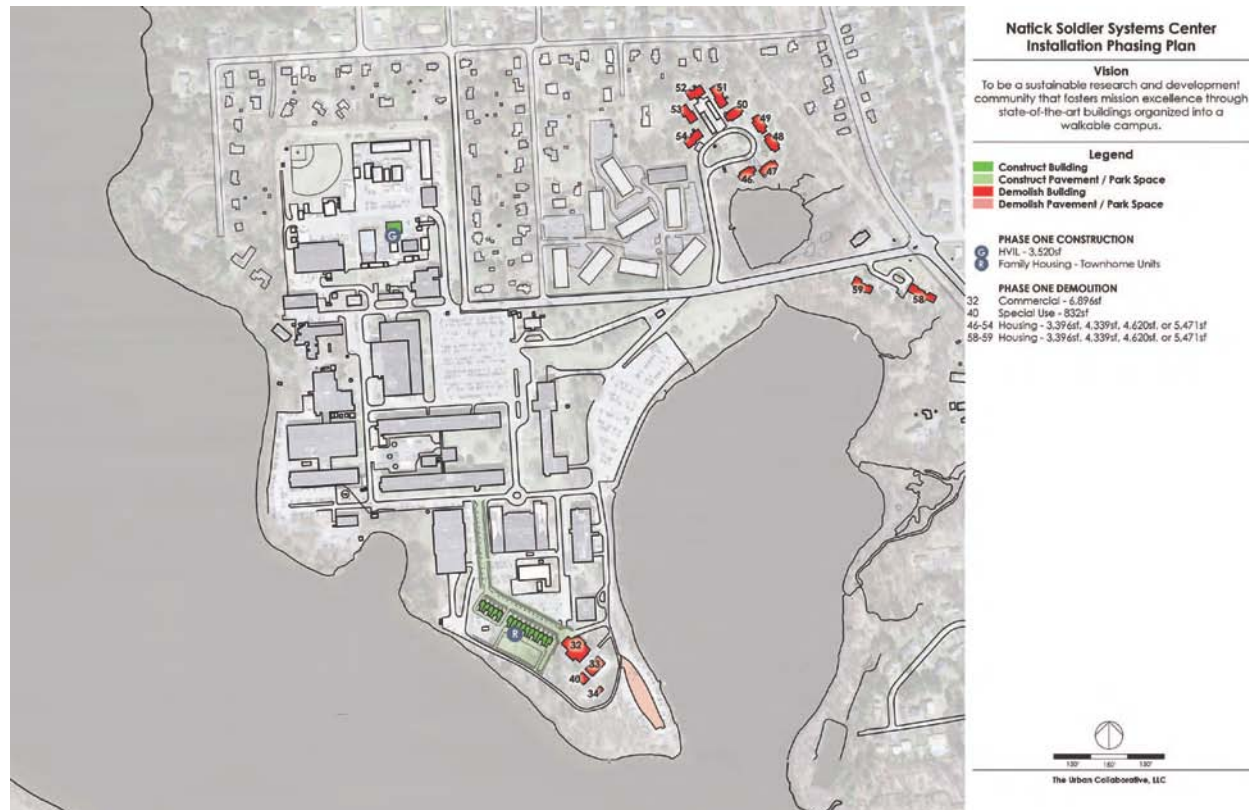 Natick Soldier Systems Center
Installation Phasing Plan
Vision
To be a sustainable research and development
community that fosters mission excellence through
state-of-the-art buildings organized into a
walkable campus.
Legend
Construct Building
Construct Pavement / Park Space
Demolish Building
Demolish Pavement / Park Space
PHASE ONE CONSTRUCTION
G HVIL - 3,520sf
R Family Housing - Townhome Units
PHASE ONE DEMOLITION
32 Commercial - 6,896sf
40 Special Use - 832sf
46-54 Housing - 3,396sf, 4,339sf, 4,620sf, or 5,471sf
58-59 Housing - 3,396sf, 4,339sf, 4,620sf, or 5,471sf
52
51
53
50
49
54
48
46
47
G
59
58
R
32
33
40
34
The Urban Collaborative, LLC